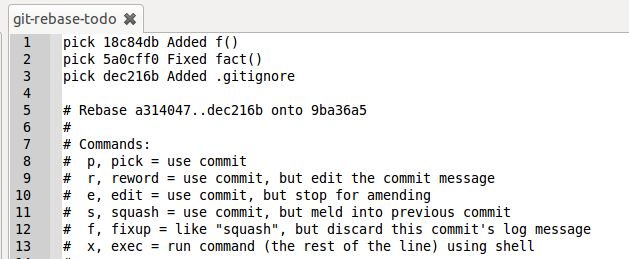 git-rebase-todo
1 pick 18c84db Added f()
2 pick 5a0cff0 Fixed fact()
3 pick dec216b Added .gitignore
4
5 # Rebase a314047..dec216b onto 9ba36a5
6 #
7 # Commands:
8 #  p, pick = use commit
9 #  r, reword = use commit, but edit the commit message
10 #  e, edit = use commit, but stop for amending
11 #  s, squash = use commit, but meld into previous commit
12 #  f, fixup = like "squash", but discard this commit's log message
13 #  x, exec = run command (the rest of the line) using shell